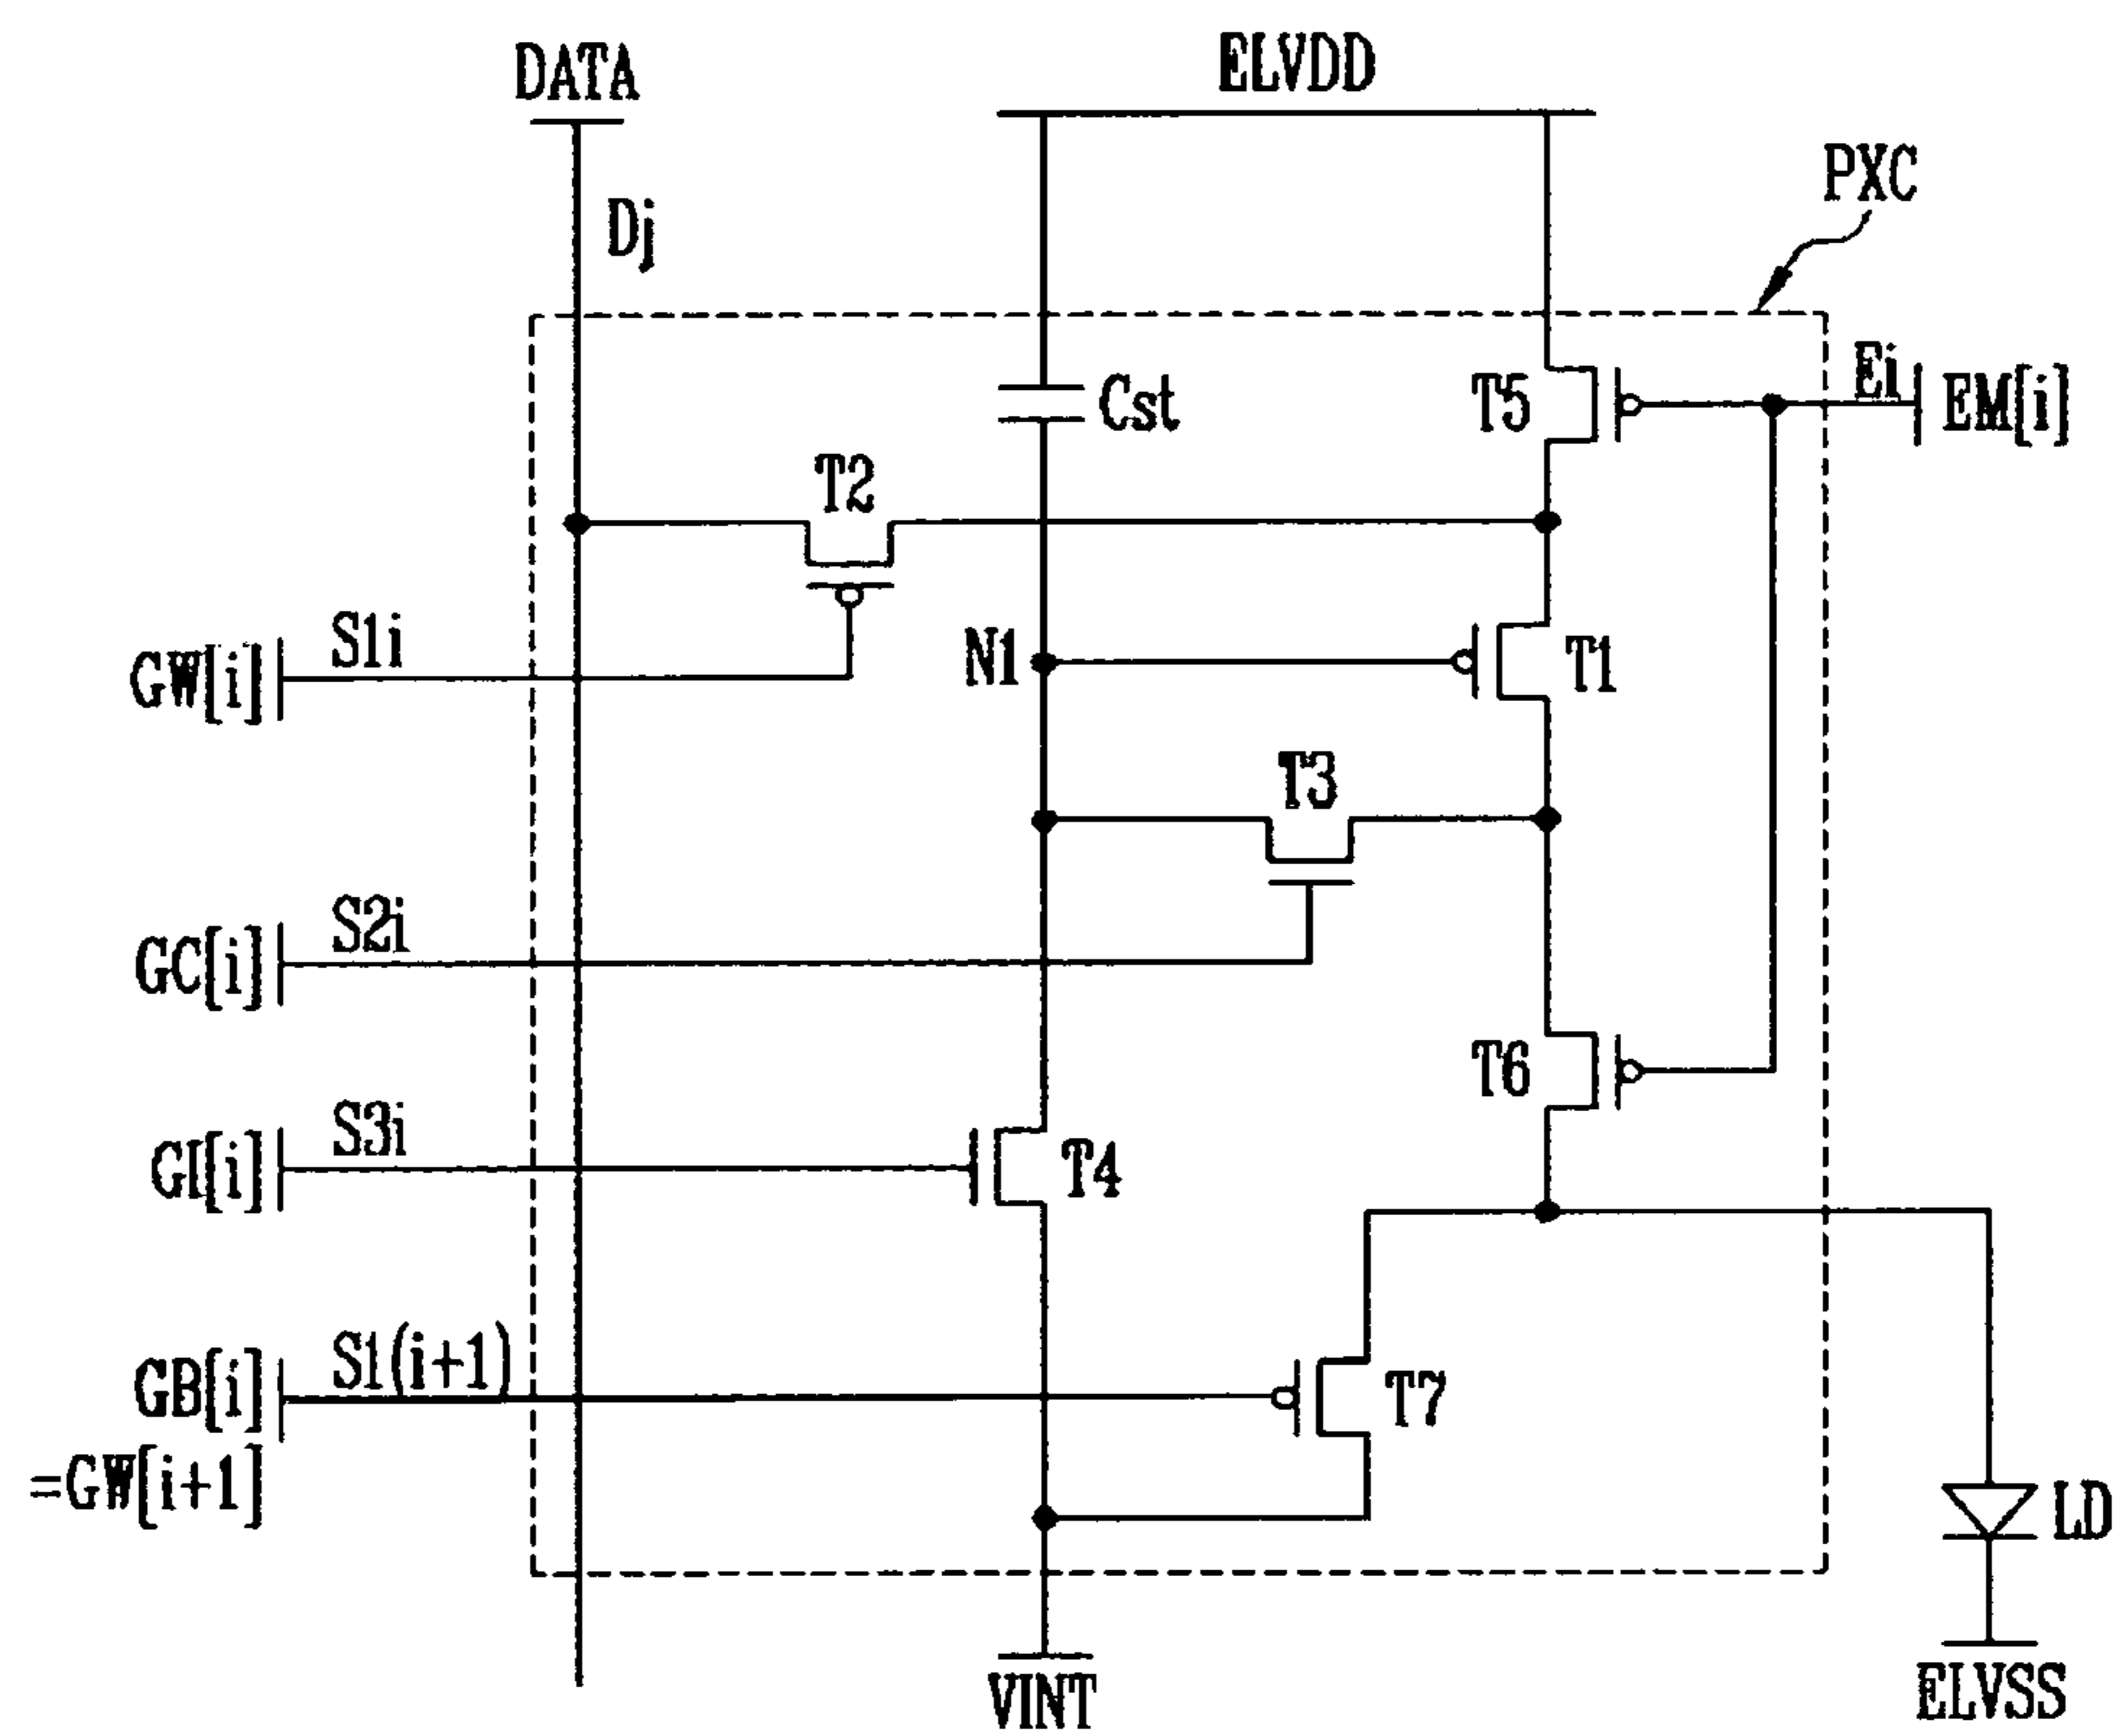 DATA
ELVDD
PXC
Dj
Cst
T5
Ei
EM[i]
T2
S1i
GW[i]
N1
T1
T3
S2i
GC[i]
T6
S3i
GI[i]
T4
S1(i+1)
GB[i]
=GW[i+1]
T7
LD
VINT
ELVSS